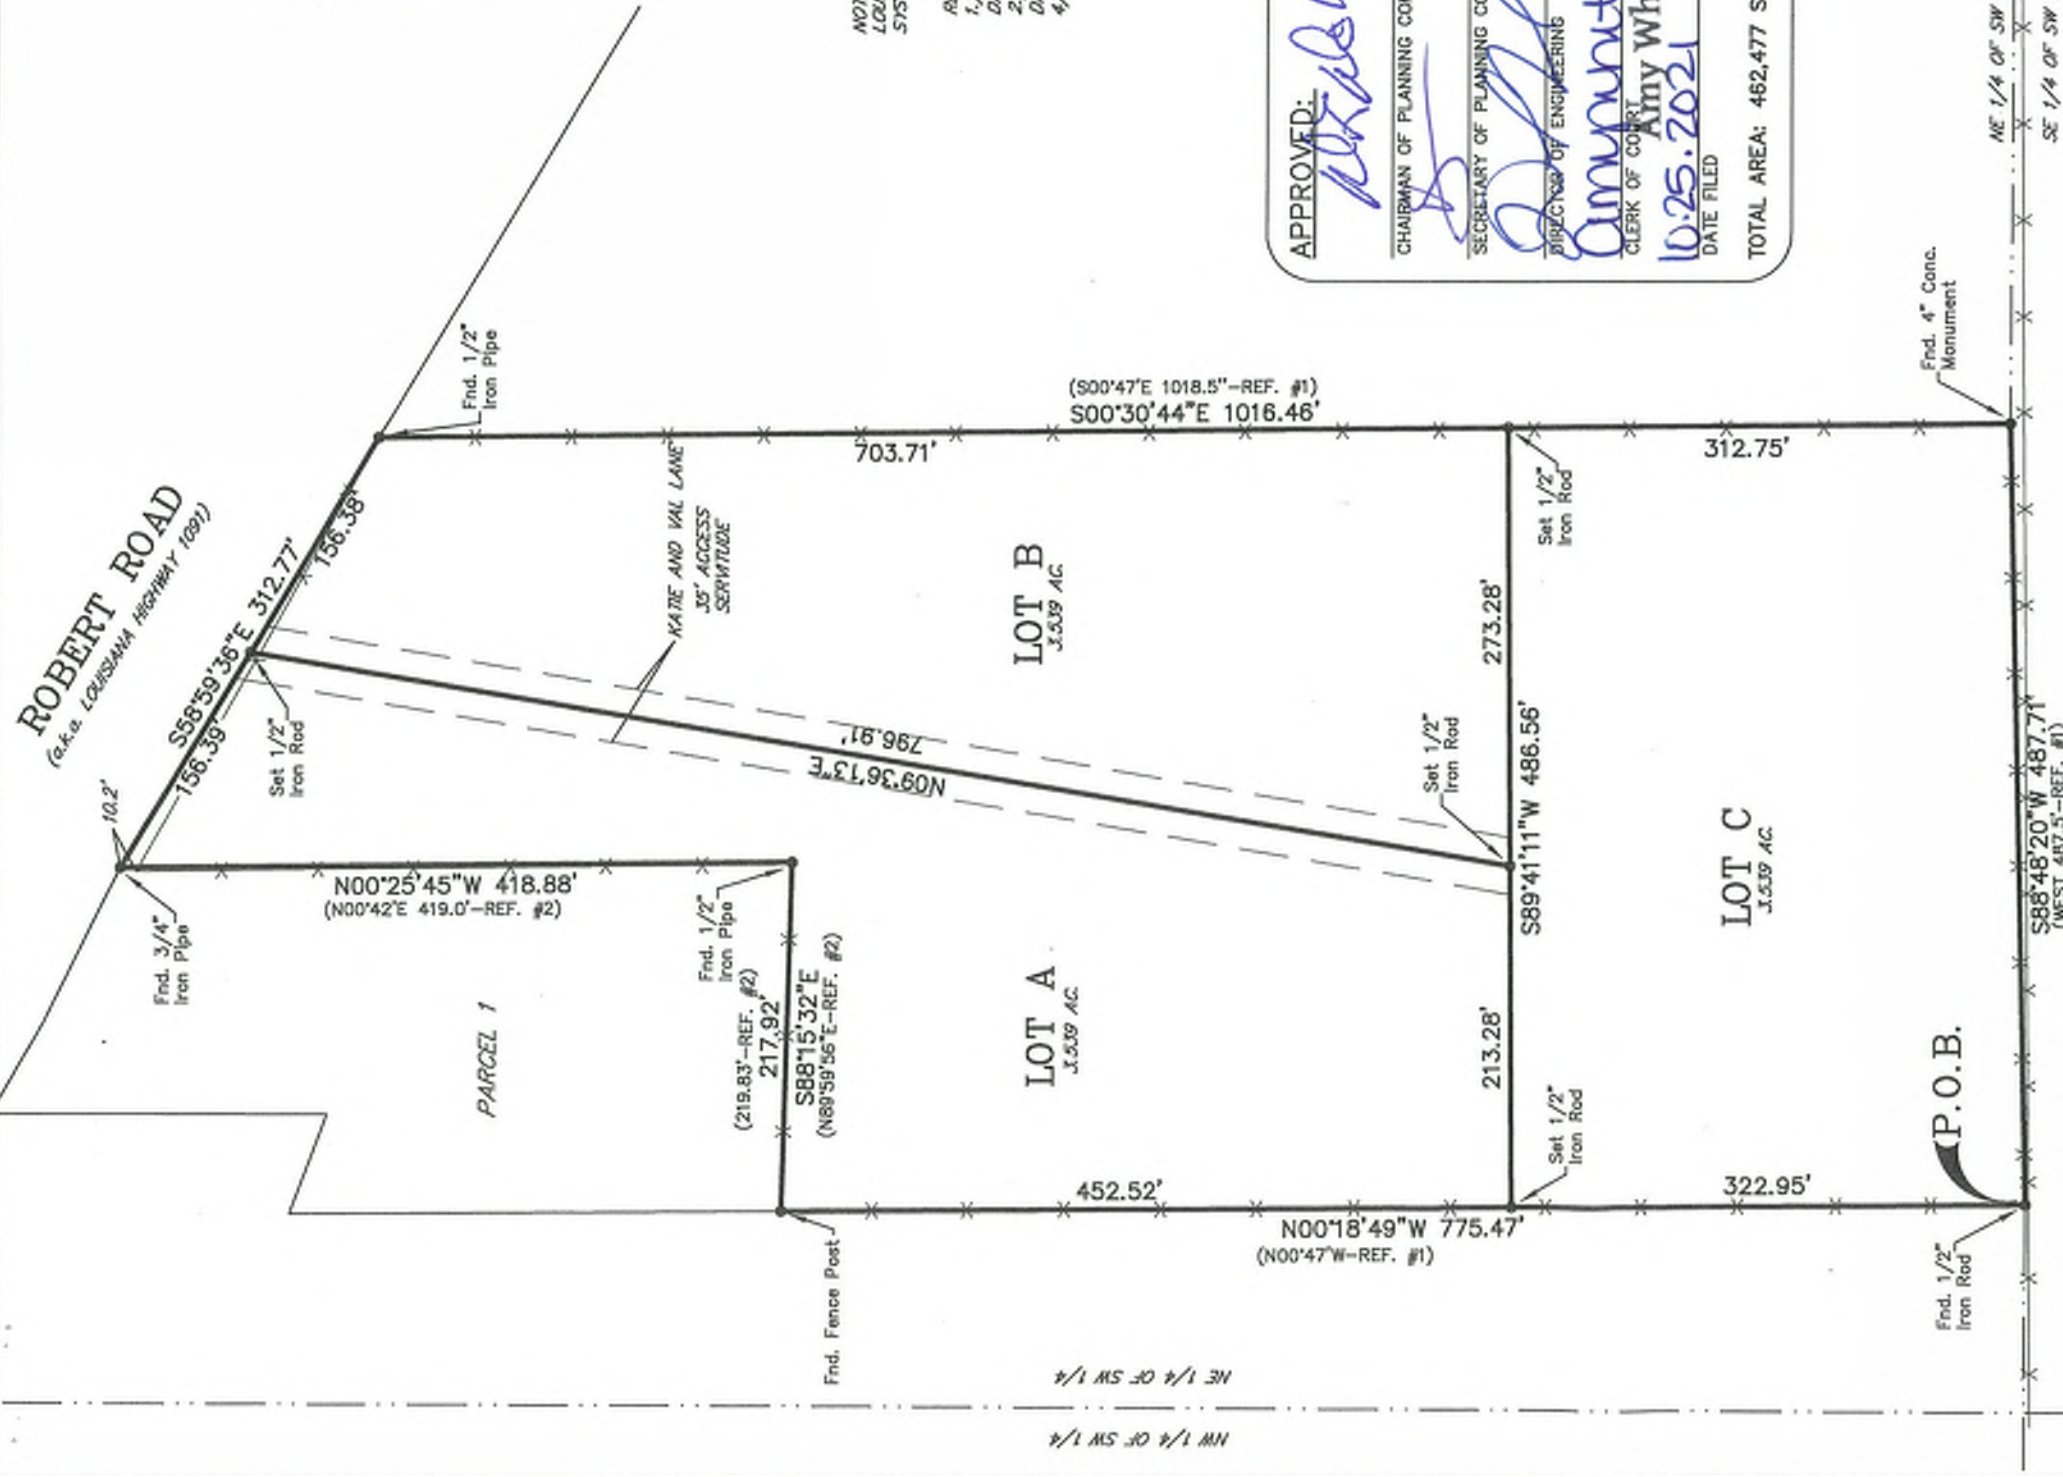 ROBERT ROAD
(a.k.a. LOUISIANA HIGHWAY 1091)
S58°59'36"E 312.77'
156.39'
156.38'
10.2'
Fnd. 3/4"
Iron Pipe
Set 1/2"
Iron Rod
Fnd. 1/2"
Iron Pipe
N00°25'45"W 418.88'
(N00°42'E 419.0'-REF. #2)
PARCEL 1
Fnd. 1/2"
Iron Pipe
(219.83'-REF. #2)
217.92'
S88°15'32"E
(N89°59'56"E-REF. #2)
Fnd. Fence Post
KATIE AND VAL LANE
35' ACCESS
SERVITUDE
796.91'
N09°36'13"E
(S00°47'E 1018.5"-REF. #1)
S00°30'44"E 1016.46'
703.71'
312.75'
LOT A
3.539 AC.
LOT B
3.539 AC.
452.52'
N00°18'49"W 775.47'
(N00°47'W-REF. #1)
322.95'
213.28'
273.28'
S89°41'11"W 486.56'
Set 1/2"
Iron Rod
Set 1/2"
Iron Rod
Set 1/2"
Iron Rod
LOT C
3.539 AC.
P.O.B.
Fnd. 1/2"
Iron Rod
Fnd. 4" Conc.
Monument
S88°48'20"W 487.71'
(WEST 487.5'-REF. #1)
NE 1/4 OF SW 1/4
NW 1/4 OF SW 1/4
NE 1/4 OF SW
SE 1/4 OF SW
APPROVED:
CHAIRMAN OF PLANNING
SECRETARY OF PLANNING
DIRECTOR OF ENGINEERING
CLERK OF COURT
Amy
10.25.2021
DATE FILED
TOTAL AREA: 462,477 S